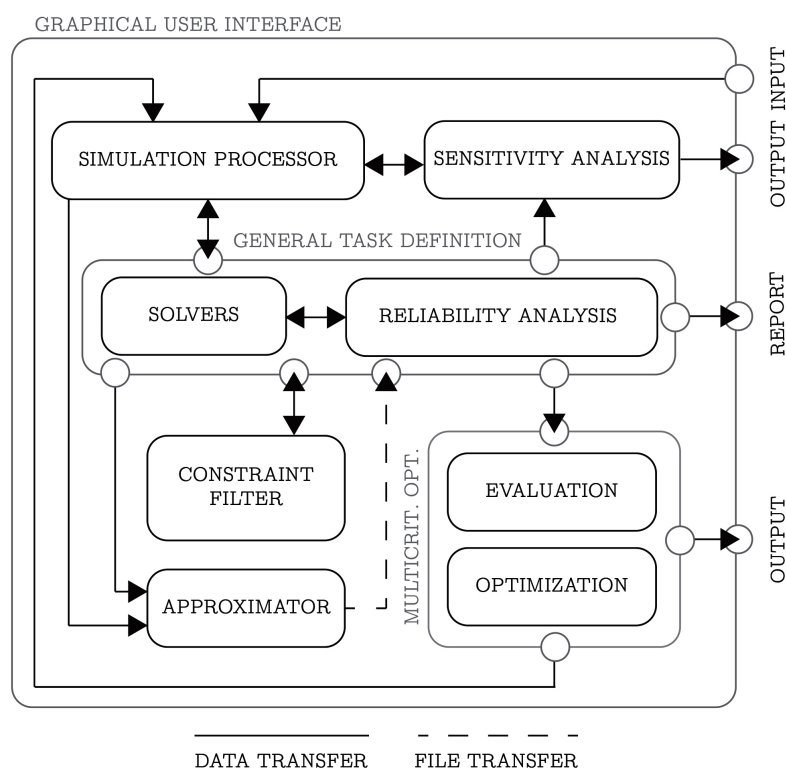 GRAPHICAL USER INTERFACE
INPUT
SIMULATION PROCESSOR
SENSITIVITY ANALYSIS
OUTPUT
GENERAL TASK DEFINITION
SOLVERS
RELIABILITY ANALYSIS
REPORT
CONSTRAINT
FILTER
MULTICRIT. OPT.
EVALUATION
OUTPUT
OPTIMIZATION
APPROXIMATOR
DATA TRANSFER
FILE TRANSFER